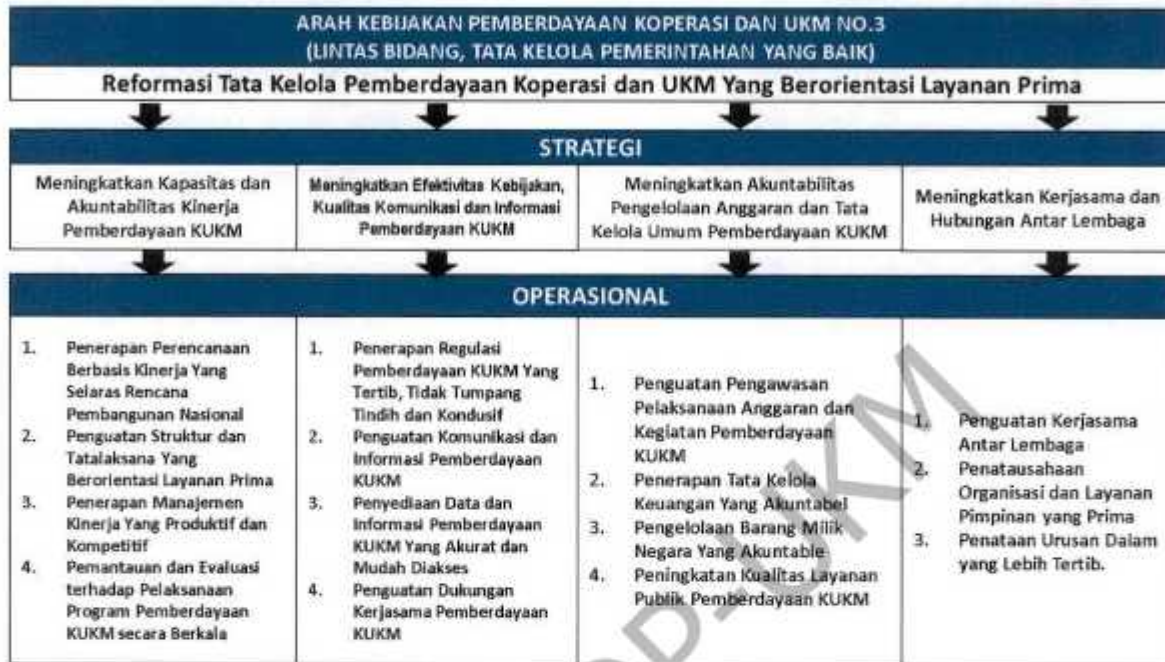 ARAH KEBIJAKAN PEMBERDAYAAN KOPERASI DAN UKM NO.3
(LINTAS BIDANG, TATA KELOLA PEMERINTAHAN YANG BAIK)
Reformasi Tata Kelola Pemberdayaan Koperasi dan UKM Yang Berorientasi Layanan Prima
STRATEGI
Meningkatkan Kapasitas dan
Akuntabilitas Kinerja
Pemberdayaan KUKM
Meningkatkan Efektivitas Kebijakan,
Kualitas Komunikasi dan Informasi
Pemberdayaan KUKM
Meningkatkan Akuntabilitas
Pengelolaan Anggaran dan Tata
Kelola Umum Pemberdayaan KUKM
Meningkatkan Kerjasama dan
Hubungan Antar Lembaga
OPERASIONAL
1. Penerapan Perencanaan
Berbasis Kinerja Yang
Selaras Rencana
Pembangunan Nasional
2. Penguatan Struktur dan
Tatalaksana Yang
Berorientasi Layanan Prima
3. Penerapan Manajemen
Kinerja Yang Produktif dan
Kompetitif
4. Pemantauan dan Evaluasi
terhadap Pelaksanaan
Program Pemberdayaan
KUKM secara Berkala
1. Penerapan Regulasi
Pemberdayaan KUKM Yang
Tertib, Tidak Tumpang
Tindih dan Kondusif
2. Penguatan Komunikasi dan
Informasi Pemberdayaan
KUKM
3. Penyediaan Data dan
Informasi Pemberdayaan
KUKM Yang Akurat dan
Mudah Diakses
4. Penguatan Dukungan
Kerjasama Pemberdayaan
KUKM
1. Penguatan Pengawasan
Pelaksanaan Anggaran dan
Kegiatan Pemberdayaan
KUKM
2. Penerapan Tata Kelola
Keuangan Yang Akuntabel
3. Pengelolaan Barang Milik
Negara Yang Akuntable
4. Peningkatan Kualitas Layanan
Publik Pemberdayaan KUKM
1. Penguatan Kerjasama
Antar Lembaga
2. Penatausahaan
Organisasi dan Layanan
Pimpinan yang Prima
3. Penataan Urusan Dalam
yang Lebih Tertib.